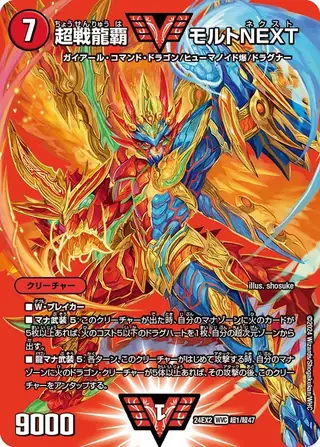 7
ちょうせんりゅうは
超戦龍覇 V モルトNEXT
ネクスト
ガイアール・コマンド・ドラゴン/ヒューマノイド爆/ドラグナー
illus. shosuke
クリーチャー
■W・ブレイカー
■マナ武装 5:このクリーチャーが出た時、自分のマナゾーンに火のカードが
5枚以上あれば、火のコスト5以下のドラグハートを1枚、自分の超次元ゾーンから
出す。
■龍マナ武装 5:各ターン、このクリーチャーがはじめて攻撃する時、自分のマナ
ゾーンにドラゴン・クリーチャーが5体以上あれば、その攻撃の後、このクリー
チャーをアンタップする。
9000
1
24EX2 超1/超47